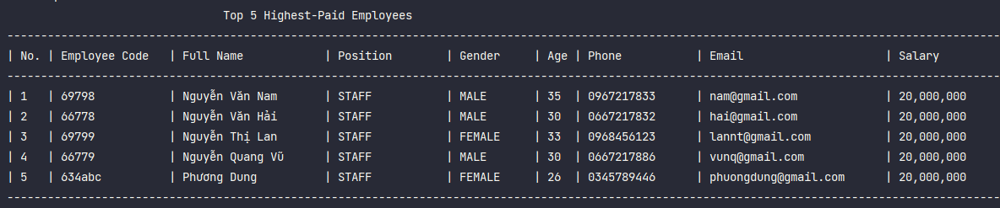 Top 5 Highest-Paid Employees
---------------------------------------------------------------------------------------------------------------------------------------------------
| No. | Employee Code   | Full Name            | Position        | Gender     | Age | Phone           | Email                     | Salary
---------------------------------------------------------------------------------------------------------------------------------------------------
| 1   | 69798           | Nguyễn Văn Nam       | STAFF           | MALE       | 35  | 0967217833      | nam@gmail.com             | 20,000,000
| 2   | 66778           | Nguyễn Văn Hải       | STAFF           | MALE       | 30  | 0667217832      | hai@gmail.com             | 20,000,000
| 3   | 69799           | Nguyễn Thị Lan       | STAFF           | FEMALE     | 33  | 0968456123      | lannt@gmail.com           | 20,000,000
| 4   | 66779           | Nguyễn Quang Vũ      | STAFF           | MALE       | 30  | 0667217886      | vunq@gmail.com            | 20,000,000
| 5   | 634abc          | Phương Dung          | STAFF           | FEMALE     | 26  | 0345789446      | phuongdung@gmail.com      | 20,000,000
---------------------------------------------------------------------------------------------------------------------------------------------------